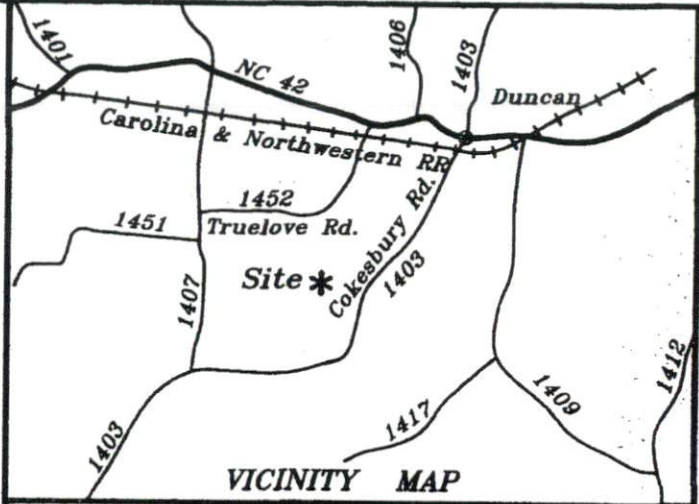 1401
1406
1403
NC 42
Duncan
Carolina & Northwestern RR
1452
Truelove Rd.
1451
Cokesbury Rd.
1403
Site *
1407
1412
1409
1417
1403
VICINITY MAP